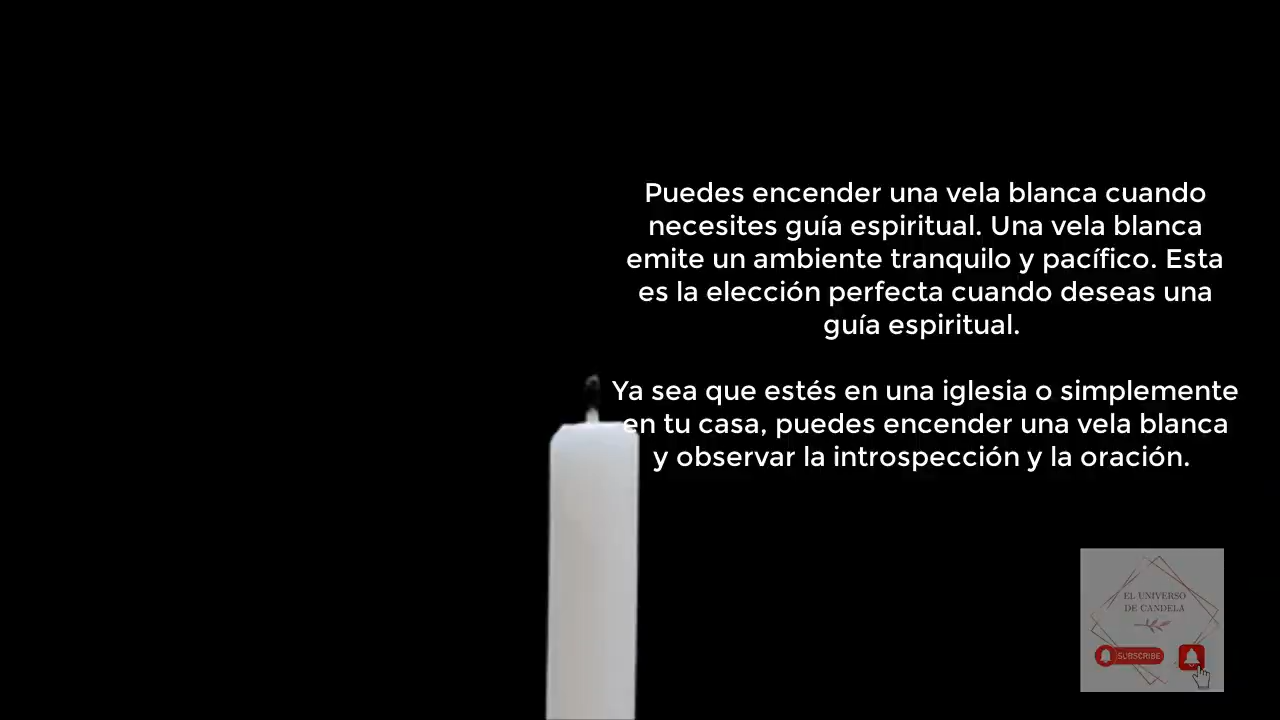 Puedes encender una vela blanca cuando
necesites guía espiritual. Una vela blanca
emite un ambiente tranquilo y pacífico. Esta
es la elección perfecta cuando deseas una
guía espiritual.
Ya sea que estés en una iglesia o simplemente
en tu casa, puedes encender una vela blanca
y observar la introspección y la oración.
EL UNIVERSO
DE CANDELA
SUBSCRIBE